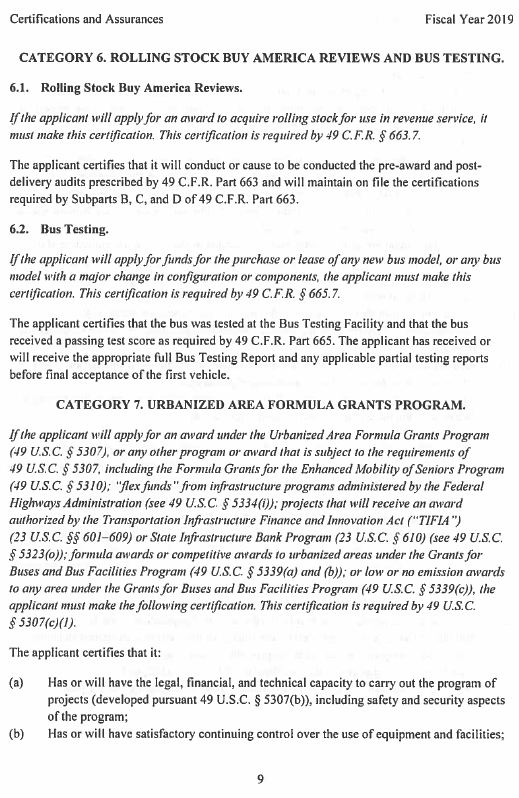 Certifications and Assurances
Fiscal Year 2019
CATEGORY 6. ROLLING STOCK BUY AMERICA REVIEWS AND BUS TESTING.
6.1. Rolling Stock Buy America Reviews.
If the applicant will apply for an award to acquire rolling stock for use in revenue service, it
must make this certification. This certification is required by 49 C.F.R. § 663.7.
The applicant certifies that it will conduct or cause to be conducted the pre-award and post-
delivery audits prescribed by 49 C.F.R. Part 663 and will maintain on file the certifications
required by Subparts B, C, and D of 49 C.F.R. Part 663.
6.2. Bus Testing.
If the applicant will apply for funds for the purchase or lease of any new bus model, or any bus
model with a major change in configuration or components, the applicant must make this
certification. This certification is required by 49 C.F.R. § 665.7.
The applicant certifies that the bus was tested at the Bus Testing Facility and that the bus
received a passing test score as required by 49 C.F.R. Part 665. The applicant has received or
will receive the appropriate full Bus Testing Report and any applicable partial testing reports
before final acceptance of the first vehicle.
CATEGORY 7. URBANIZED AREA FORMULA GRANTS PROGRAM.
If the applicant will apply for an award under the Urbanized Area Formula Grants Program
(49 U.S.C. § 5307), or any other program or award that is subject to the requirements of
49 U.S.C. § 5307, including the Formula Grants for the Enhanced Mobility of Seniors Program
(49 U.S.C. § 5310); "flex funds" from infrastructure programs administered by the Federal
Highways Administration (see 49 U.S.C. § 5334(i)); projects that will receive an award
authorized by the Transportation Infrastructure Finance and Innovation Act ("TIFIA")
(23 U.S.C. §§ 601–609) or State Infrastructure Bank Program (23 U.S.C. § 610) (see 49 U.S.C.
§ 5323(o)); formula awards or competitive awards to urbanized areas under the Grants for
Buses and Bus Facilities Program (49 U.S.C. § 5339(a) and (b)); or low or no emission awards
to any area under the Grants for Buses and Bus Facilities Program (49 U.S.C. § 5339(c)), the
applicant must make the following certification. This certification is required by 49 U.S.C.
§ 5307(c)(1).
The applicant certifies that it:
(a) Has or will have the legal, financial, and technical capacity to carry out the program of
projects (developed pursuant 49 U.S.C. § 5307(b)), including safety and security aspects
of the program;
(b) Has or will have satisfactory continuing control over the use of equipment and facilities;
9